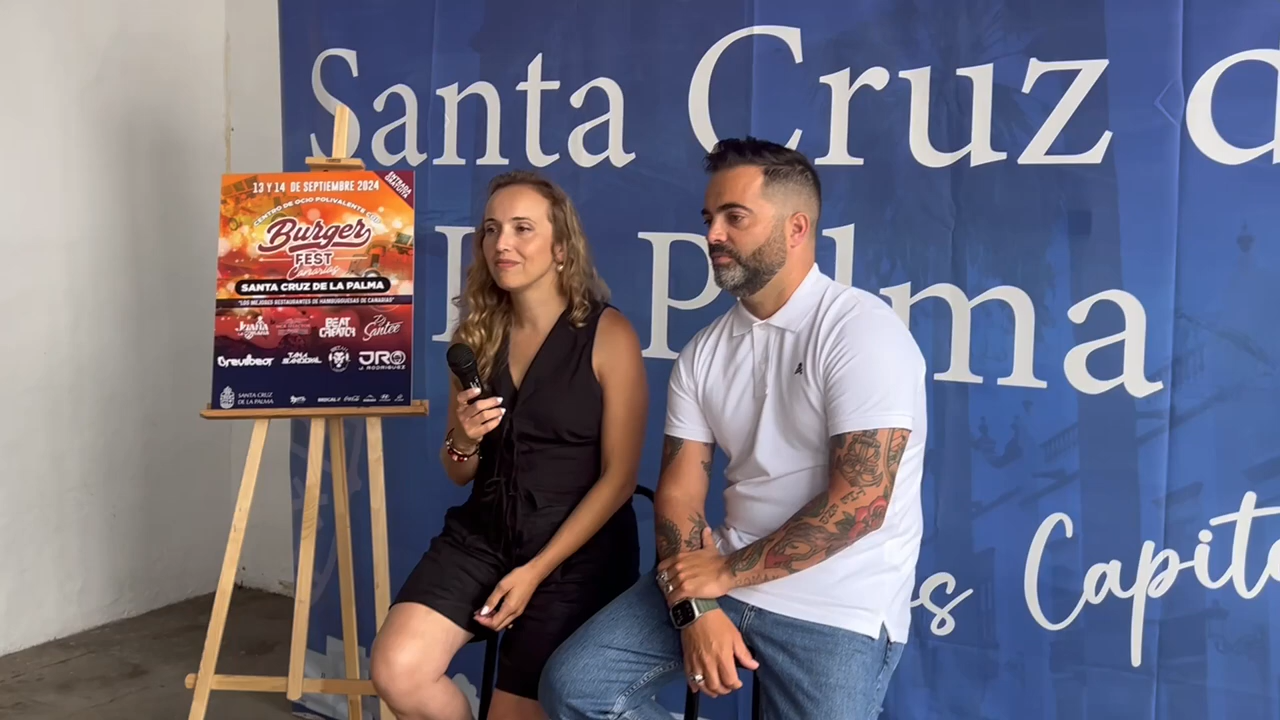 Santa Cruz d
La Palma
s Capit
13 Y 14 DE SEPTIEMBRE 2024
ENTRADA GRATUITA
CENTRO DE OCIO POLIVALENTE
Burger
FEST
Canarias
SANTA CRUZ DE LA PALMA
"LOS MEJORES RESTAURANTES DE HAMBURGUESAS DE CANARIAS"
BEAT CRPATCH
Santee
Brevibeat
JRO
J. RODRIGUEZ
SANTA CRUZ
DE LA PALMA